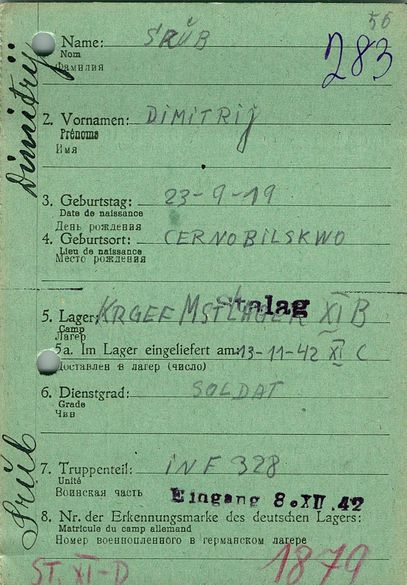 56
283
Dimitrij
1. Name: SRŬB
Nom
Фамилия
2. Vornamen: DIMITRIJ
Prénoms
Имя
3. Geburtstag: 23-9-19
Date de naissance
День рождения
4. Geburtsort: CERNOBILSKWO
Lieu de naissance
Место рождения
Stalag
5. Lager: KRGEF MSTLAGER XI B
Camp
Лагерь
5a. Im Lager eingeliefert am: 13-11-42 XI C
Доставлен в лагерь (число)
6. Dienstgrad: SOLDAT
Grade
Чин
Srŭb
7. Truppenteil: INF 328
Unité
Воинская часть
Eingang 8. XII. 42
8. Nr. der Erkennungsmarke des deutschen Lagers:
Matricule du camp allemand
Номер военнопленного в германском лагере
ST. XI-D
1879